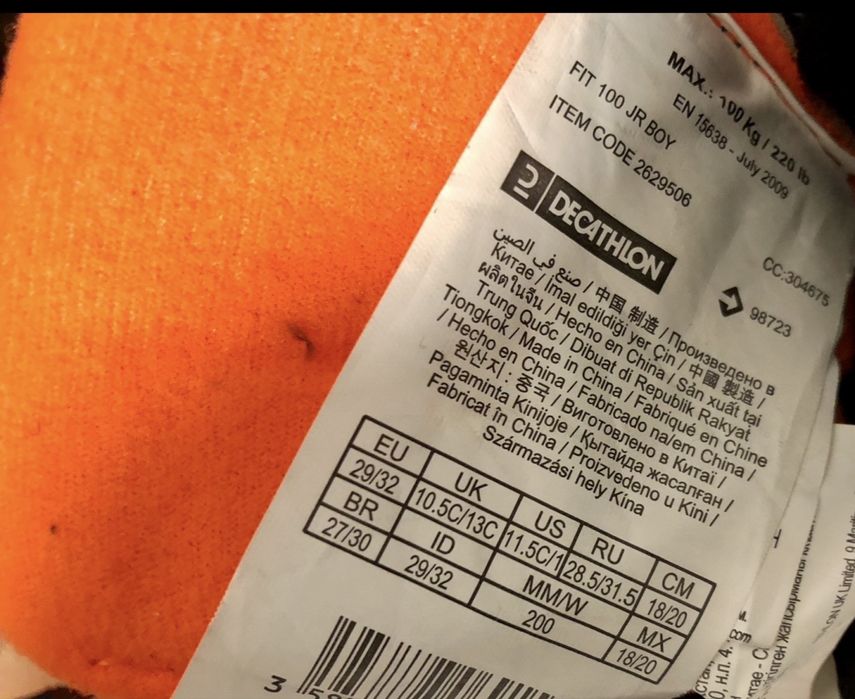 MAX.: 100 Kg / 220 lb
EN 15638 - July 2009
FIT 100 JR BOY
ITEM CODE 2629506
DECATHLON
CC:304675
98723
صنع في الصين / 中国 制造 / Произведено в
Китае / İmal edildiği yer Çin / 中國 製造 /
ผลิตในจีน / Hecho en China / Sản xuất tại
Trung Quốc / Dibuat di Republik Rakyat
Tiongkok / Made in China / Fabriqué en Chine
/ Hecho en China / Fabricado na/em China /
원산지 : 중국 / Виготовлено в Китаї /
Pagaminta Kinijoje / Қытайда жасалған /
Fabricat în China / Proizvedeno u Kini /
Származási hely Kína
EU UK US RU CM
29/32 10.5C/13C 11.5C/1 28.5/31.5 18/20
BR ID MM/W MX
27/30 29/32 200 18/20